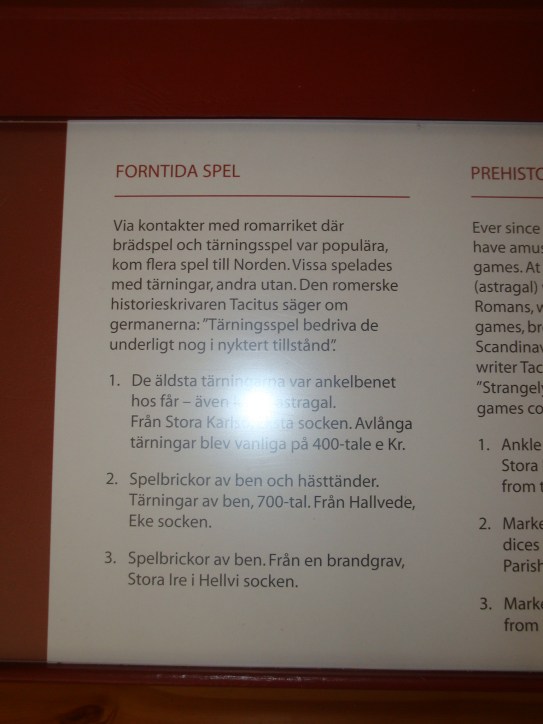 FORNTIDA SPEL
Via kontakter med romarriket där
brädspel och tärningsspel var populära,
kom flera spel till Norden. Vissa spelades
med tärningar, andra utan. Den romerske
historieskrivaren Tacitus säger om
germanerna: ”Tärningsspel bedriva de
underligt nog i nyktert tillstånd”.
1. De äldsta tärningarna var ankelbenet
hos får – även astragal.
Från Stora socken. Avlånga
tärningar blev vanliga på 400-tale e Kr.
2. Spelbrickor av ben och hästtänder.
Tärningar av ben, 700-tal. Från Hallvede,
Eke socken.
3. Spelbrickor av ben. Från en brandgrav,
Stora Ire i Hellvi socken.
PREHISTO
Ever since
have amus
games. At
(astragal)
Romans, w
games, br
Scandinav
writer Tac
”Strangely
games co
1. Ankle
Stora
from t
2. Marke
dices
Parish
3. Marke
from